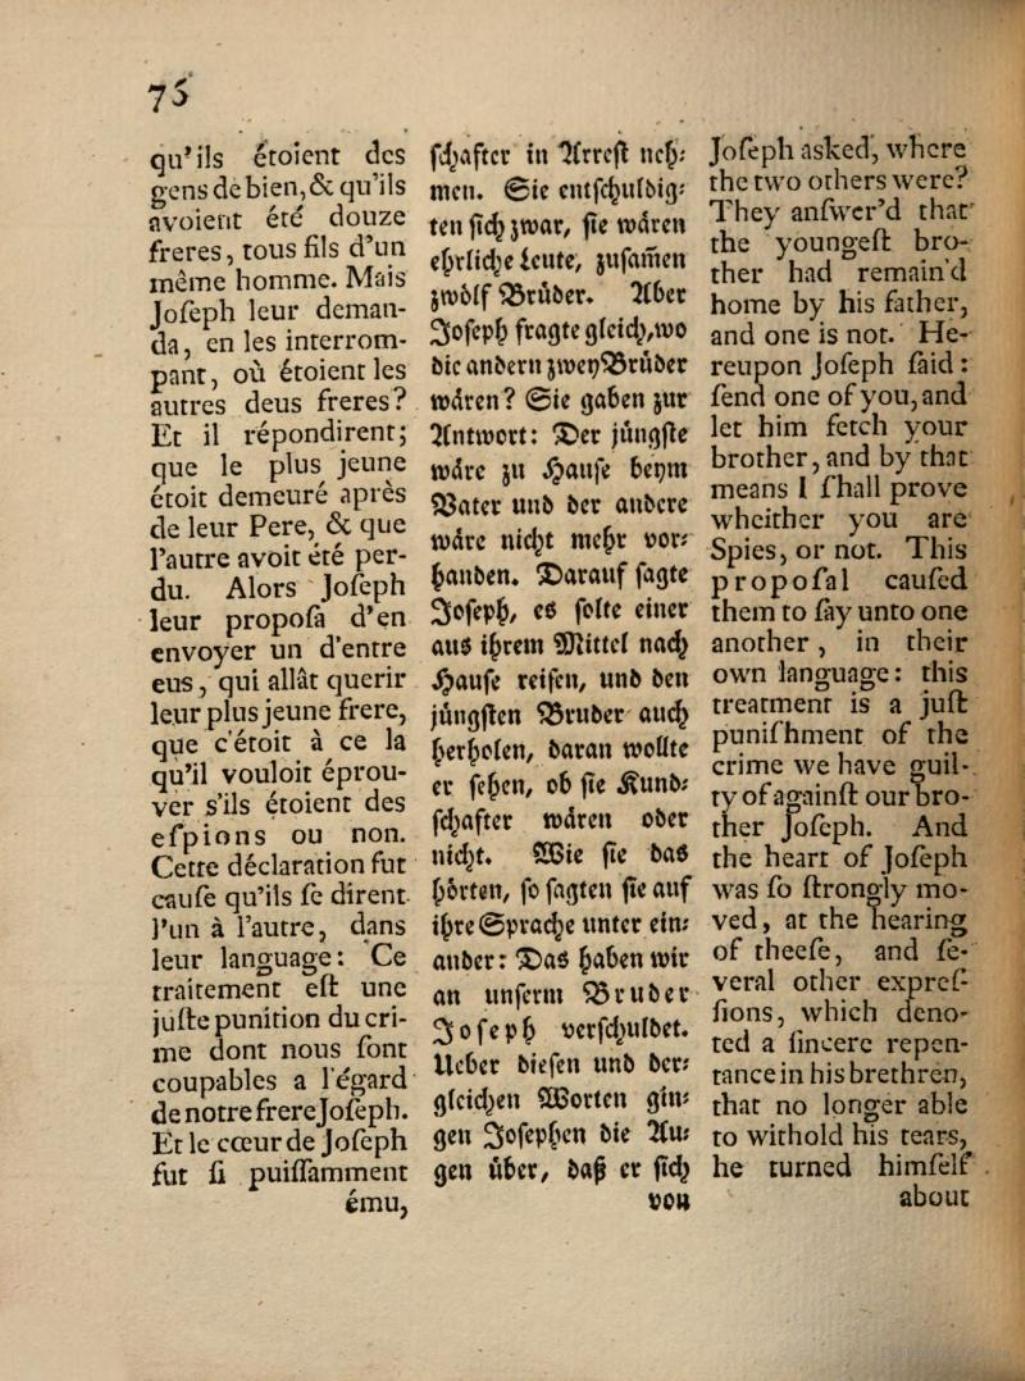 75
qu'ils étoient des
gens de bien, & qu'ils
avoient été douze
freres, tous fils d'un
même homme. Mais
Joſeph leur deman-
da, en les interrom-
pant, où étoient les
autres deus freres?
Et il répondirent;
que le plus jeune
étoit demeuré après
de leur Pere, & que
l'autre avoit été per-
du. Alors Joſeph
leur propoſa d'en
envoyer un d'entre
eus, qui allât querir
leur plus jeune frere,
que c'étoit à ce la
qu'il vouloit éprou-
ver s'ils étoient des
eſpions ou non.
Cette déclaration fut
cauſe qu'ils ſe dirent
l'un à l'autre, dans
leur language: Ce
traitement eſt une
juſte punition du cri-
me dont nous ſont
coupables a l'égard
de notre frere Joſeph.
Et le cœur de Joſeph
fut ſi puiſſamment
ému,
ſchafter in Arreſt neh⸗
men. Sie entſchuldig⸗
ten ſich zwar, ſie wåren
ehrliche Leute, zuſam̃en
zwölf Brůder. Aber
Joſeph fragte gleich, wo
die andern zwey Brůder
wåren? Sie gaben zur
Antwort: Der jůngſte
wåre zu Hauſe beym
Vater und der andere
wåre nicht mehr vor⸗
handen. Darauf ſagte
Joſeph, es ſolte einer
aus ihrem Mittel nach
Hauſe reiſen, und den
jůngſten Bruder auch
herholen, daran wollte
er ſehen, ob ſie Kund⸗
ſchafter wåren oder
nicht. Wie ſie das
hörten, ſo ſagten ſie auf
ihre Sprache unter ein⸗
ander: Das haben wir
an unſerm Bruder
Joſeph verſchuldet.
Ueber dieſen und der⸗
gleichen Worten gin⸗
gen Joſephen die Au⸗
gen ůber, daß er ſich
von
Joſeph asked, where
the two others were?
They anſwer'd that
the youngeſt bro-
ther had remain'd
home by his father,
and one is not. He-
reupon Joſeph ſaid:
ſend one of you, and
let him fetch your
brother, and by that
means I ſhall prove
wheither you are
Spies, or not. This
propoſal cauſed
them to ſay unto one
another, in their
own language: this
treatment is a juſt
puniſhment of the
crime we have guil-
ty of againſt our bro-
ther Joſeph. And
the heart of Joſeph
was ſo ſtrongly mo-
ved, at the hearing
of theeſe, and ſe-
veral other expreſ-
ſions, which deno-
ted a ſincere repen-
tance in his brethren,
that no longer able
to withold his tears,
he turned himſelf
about